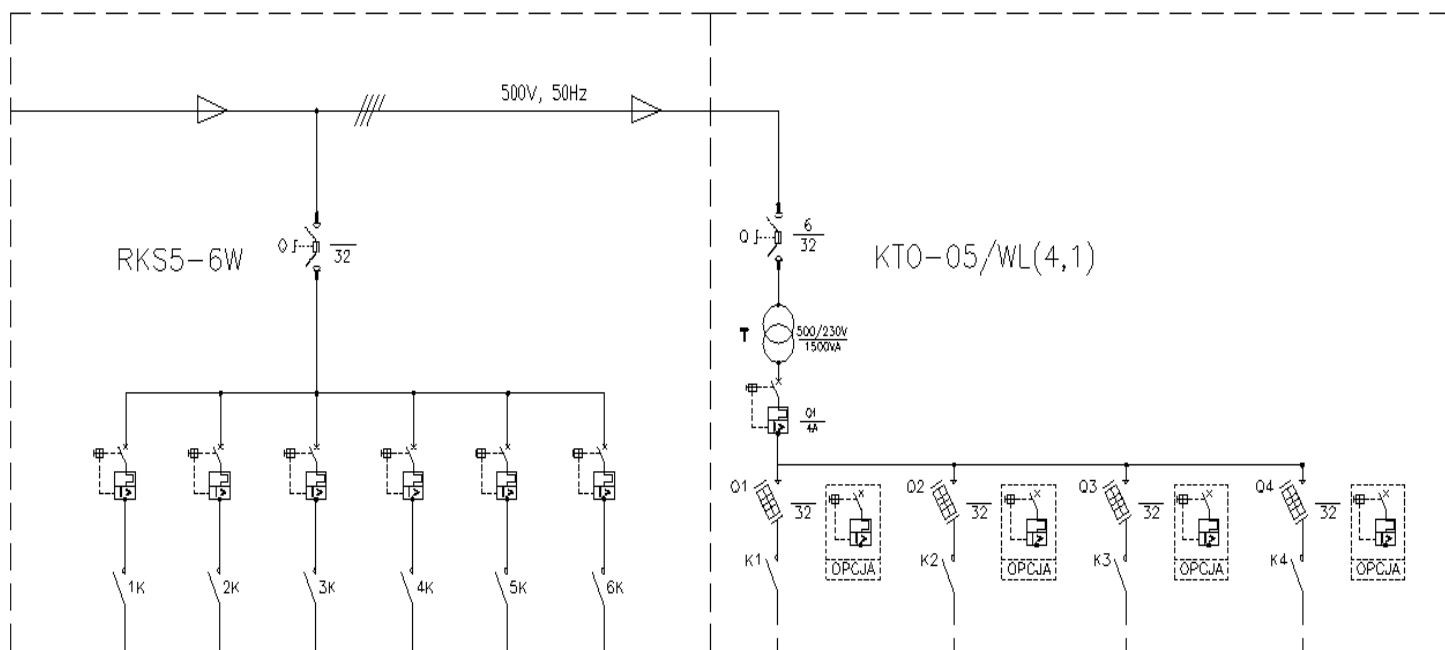 500V, 50Hz
RKS5-6W
Q
32
Q
6
32
KTO-05/WL(4,1)
T
500/230V
1500VA
Q1
4A
Q1
32
OPCJA
Q2
32
OPCJA
Q3
32
OPCJA
Q4
32
OPCJA
1K
2K
3K
4K
5K
6K
K1
K2
K3
K4